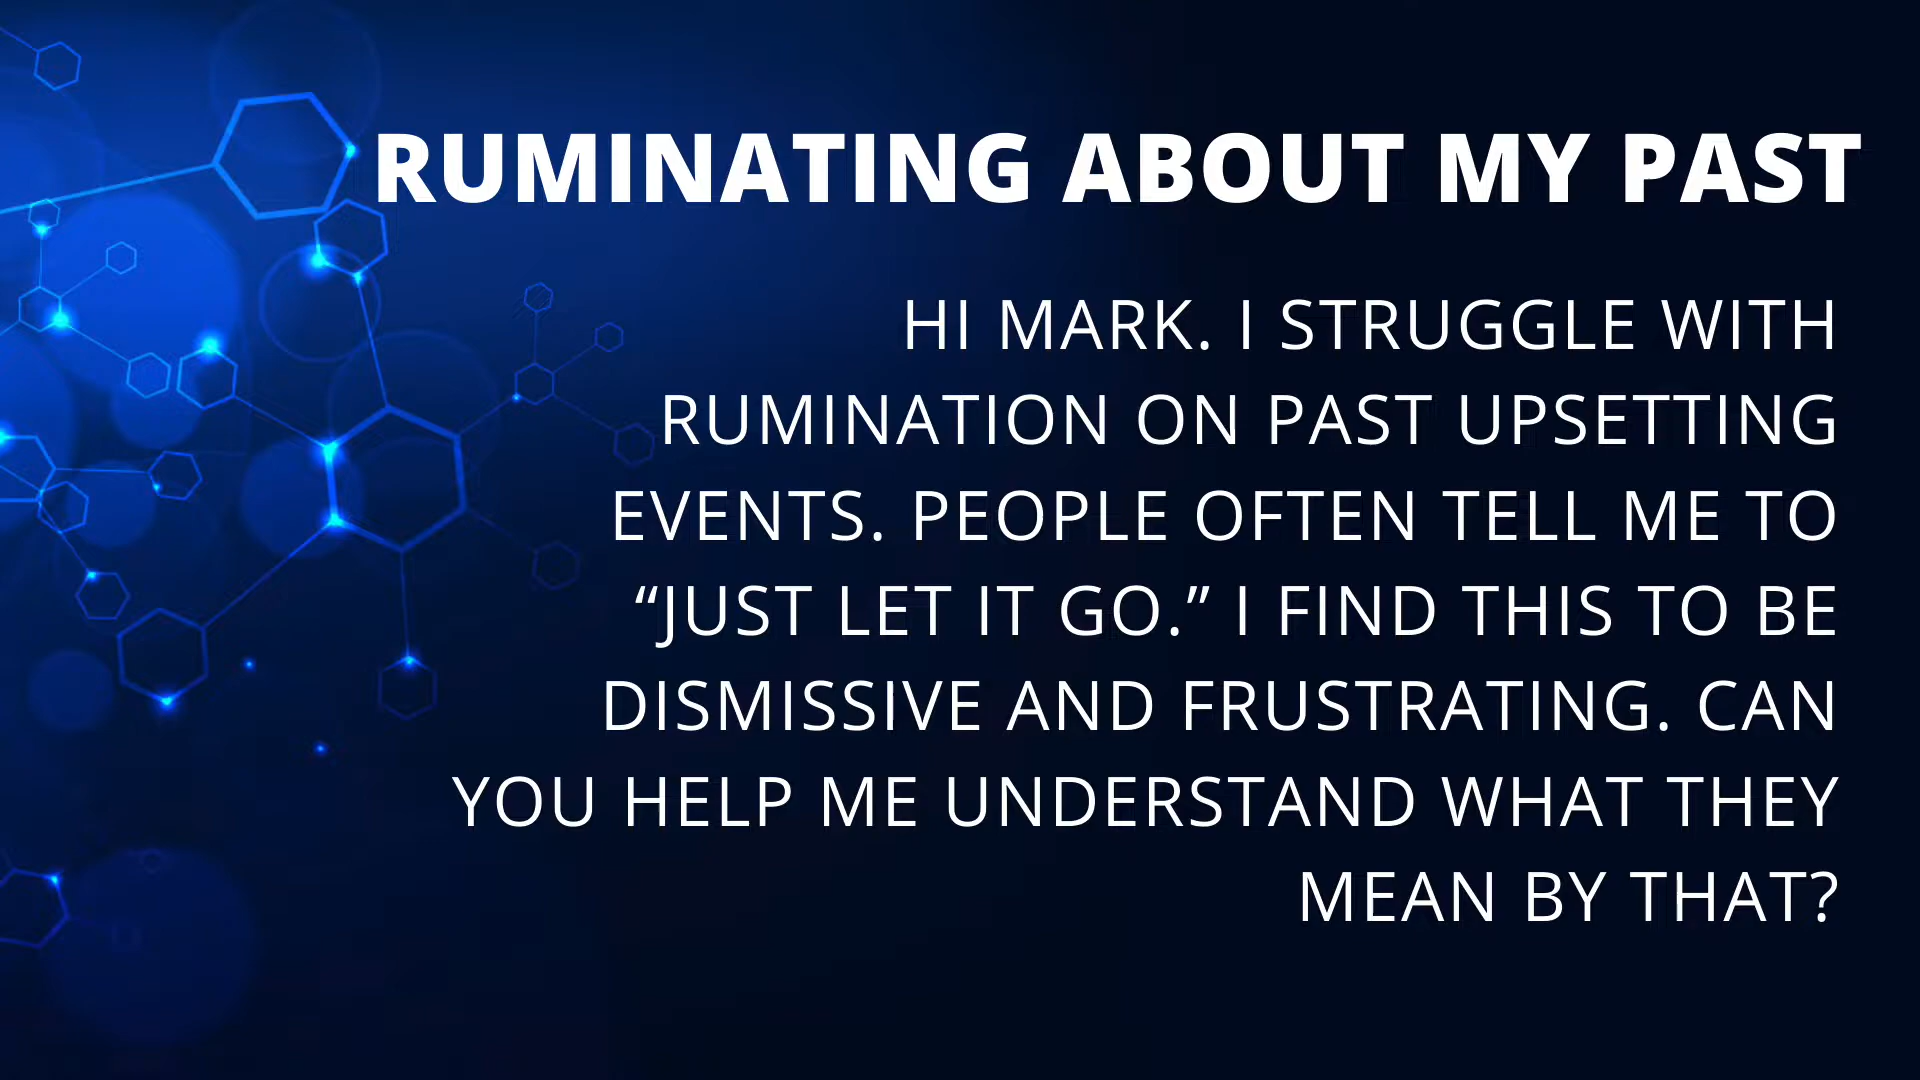 RUMINATING ABOUT MY PAST
HI MARK. I STRUGGLE WITH
RUMINATION ON PAST UPSETTING
EVENTS. PEOPLE OFTEN TELL ME TO
“JUST LET IT GO.” I FIND THIS TO BE
DISMISSIVE AND FRUSTRATING. CAN
YOU HELP ME UNDERSTAND WHAT THEY
MEAN BY THAT?